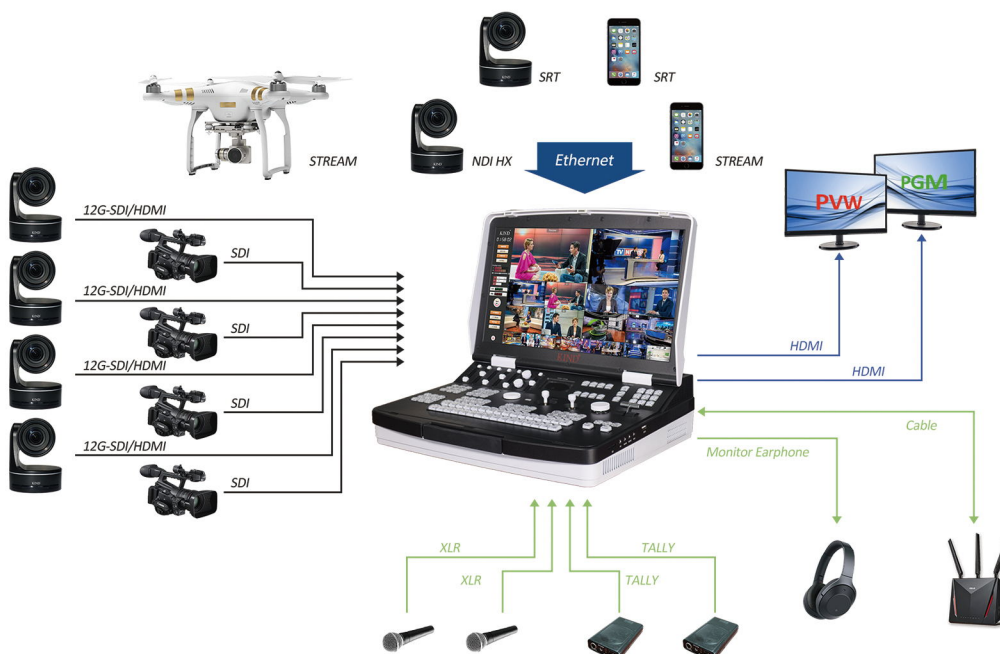 SRT
SRT
STREAM
NDI HX
Ethernet
STREAM
PVW
PGM
12G-SDI/HDMI
SDI
12G-SDI/HDMI
SDI
12G-SDI/HDMI
SDI
12G-SDI/HDMI
SDI
HDMI
HDMI
Cable
Monitor Earphone
XLR
TALLY
XLR
TALLY